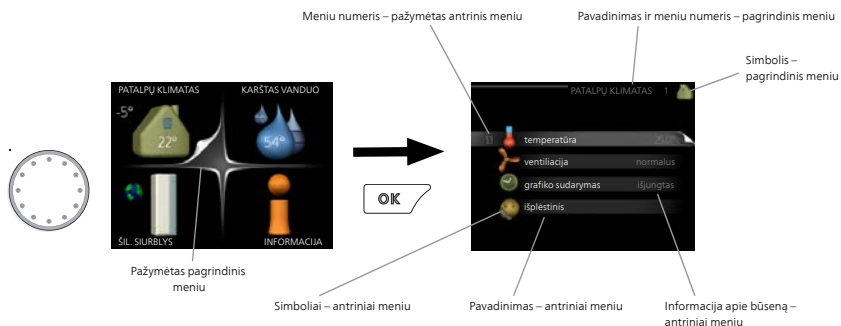 Meniu numeris – pažymėtas antrinis meniu
Pavadinimas ir meniu numeris – pagrindinis meniu
Simbolis –
pagrindinis meniu
PATALPŲ KLIMATAS
KARŠTAS VANDUO
-5°
22°
54°
ŠIL. SIURBLYS
INFORMACIJA
OK
PATALPŲ KLIMATAS 1
temperatūra
ventiliacija normalus
grafiko sudarymas išjungtas
išplėstinis
Pažymėtas pagrindinis
meniu
Simboliai – antriniai meniu
Pavadinimas – antriniai meniu
Informacija apie būseną –
antriniai meniu